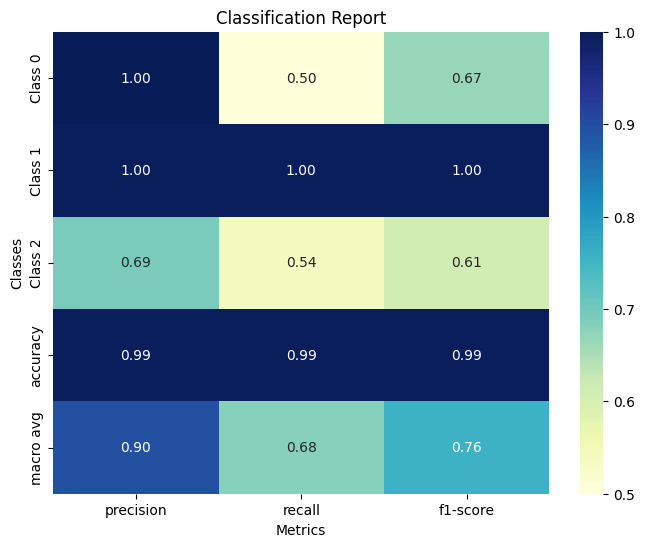 Classification Report
1.0
Class 0 1.00 0.50 0.67
0.9
Class 1 1.00 1.00 1.00
0.8
Classes
Class 2 0.69 0.54 0.61
0.7
accuracy 0.99 0.99 0.99
0.6
macro avg 0.90 0.68 0.76
0.5
precision recall f1-score
Metrics